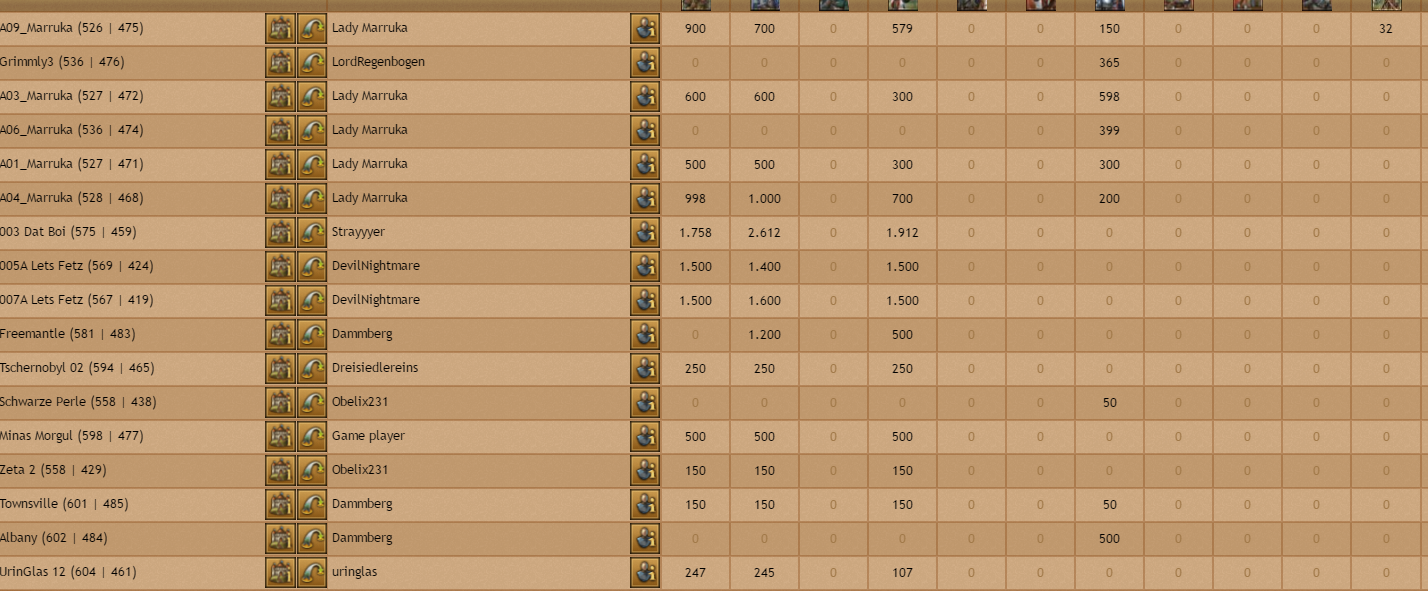 A09_Marruka (526 | 475) Lady Marruka 900 700 0 579 0 0 150 0 0 0 32
Grimmly3 (536 | 476) LordRegenbogen 0 0 0 0 0 0 365 0 0 0 0
A03_Marruka (527 | 472) Lady Marruka 600 600 0 300 0 0 598 0 0 0 0
A06_Marruka (536 | 474) Lady Marruka 0 0 0 0 0 0 399 0 0 0 0
A01_Marruka (527 | 471) Lady Marruka 500 500 0 300 0 0 300 0 0 0 0
A04_Marruka (528 | 468) Lady Marruka 998 1.000 0 700 0 0 200 0 0 0 0
003 Dat Boi (575 | 459) Strayyyer 1.758 2.612 0 1.912 0 0 0 0 0 0 0
005A Lets Fetz (569 | 424) DevilNightmare 1.500 1.400 0 1.500 0 0 0 0 0 0 0
007A Lets Fetz (567 | 419) DevilNightmare 1.500 1.600 0 1.500 0 0 0 0 0 0 0
Freemantle (581 | 483) Dammberg 0 1.200 0 500 0 0 0 0 0 0 0
Tschernobyl 02 (594 | 465) Dreisiedlereins 250 250 0 250 0 0 0 0 0 0 0
Schwarze Perle (558 | 438) Obelix231 0 0 0 0 0 0 50 0 0 0 0
Minas Morgul (598 | 477) Game player 500 500 0 500 0 0 0 0 0 0 0
Zeta 2 (558 | 429) Obelix231 150 150 0 150 0 0 0 0 0 0 0
Townsville (601 | 485) Dammberg 150 150 0 150 0 0 50 0 0 0 0
Albany (602 | 484) Dammberg 0 0 0 0 0 0 500 0 0 0 0
UrinGlas 12 (604 | 461) uringlas 247 245 0 107 0 0 0 0 0 0 0